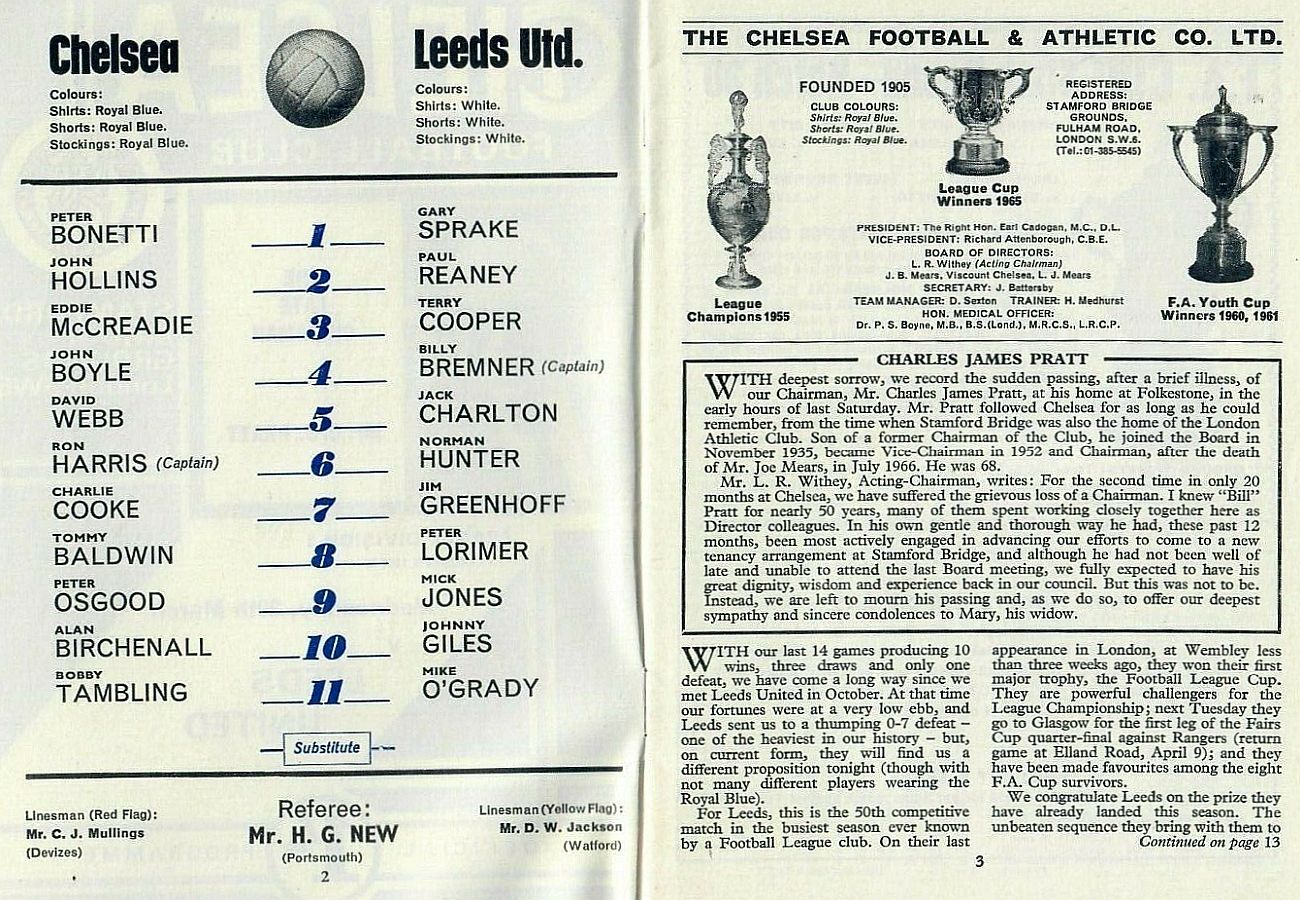 Chelsea
Colours:
Shirts: Royal Blue.
Shorts: Royal Blue.
Stockings: Royal Blue.
Leeds Utd.
Colours:
Shirts: White.
Shorts: White.
Stockings: White.
PETER
BONETTI
1
GARY
SPRAKE
JOHN
HOLLINS
2
PAUL
REANEY
EDDIE
McCREADIE
3
TERRY
COOPER
JOHN
BOYLE
4
BILLY
BREMNER (Captain)
DAVID
WEBB
5
JACK
CHARLTON
RON
HARRIS (Captain)
6
NORMAN
HUNTER
CHARLIE
COOKE
7
JIM
GREENHOFF
TOMMY
BALDWIN
8
PETER
LORIMER
PETER
OSGOOD
9
MICK
JONES
ALAN
BIRCHENALL
10
JOHNNY
GILES
BOBBY
TAMBLING
11
MIKE
O'GRADY
Substitute
Linesman (Red Flag):
Mr. C. J. Mullings
(Devizes)
Referee:
Mr. H. G. NEW
(Portsmouth)
Linesman (Yellow Flag):
Mr. D. W. Jackson
(Watford)
2
THE CHELSEA FOOTBALL & ATHLETIC CO. LTD.
FOUNDED 1905
CLUB COLOURS:
Shirts: Royal Blue.
Shorts: Royal Blue.
Stockings: Royal Blue.
REGISTERED
ADDRESS:
STAMFORD BRIDGE
GROUNDS,
FULHAM ROAD,
LONDON S.W.6.
(Tel.: 01-385-5545)
League Cup
Winners 1965
PRESIDENT: The Right Hon. Earl Cadogan, M.C., D.L.
VICE-PRESIDENT: Richard Attenborough, C.B.E.
BOARD OF DIRECTORS:
L. R. Withey (Acting Chairman)
J. B. Mears, Viscount Chelsea, L. J. Mears
SECRETARY: J. Battersby
TEAM MANAGER: D. Sexton TRAINER: H. Medhurst
HON. MEDICAL OFFICER:
Dr. P. S. Boyne, M.B., B.S.(Lond.), M.R.C.S., L.R.C.P.
League
Champions 1955
F.A. Youth Cup
Winners 1960, 1961
CHARLES JAMES PRATT
WITH deepest sorrow, we record the sudden passing, after a brief illness, of
our Chairman, Mr. Charles James Pratt, at his home at Folkestone, in the
early hours of last Saturday. Mr. Pratt followed Chelsea for as long as he could
remember, from the time when Stamford Bridge was also the home of the London
Athletic Club. Son of a former Chairman of the Club, he joined the Board in
November 1935, became Vice-Chairman in 1952 and Chairman, after the death
of Mr. Joe Mears, in July 1966. He was 68.
Mr. L. R. Withey, Acting-Chairman, writes: For the second time in only 20
months at Chelsea, we have suffered the grievous loss of a Chairman. I knew "Bill"
Pratt for nearly 50 years, many of them spent working closely together here as
Director colleagues. In his own gentle and thorough way he had, these past 12
months, been most actively engaged in advancing our efforts to come to a new
tenancy arrangement at Stamford Bridge, and although he had not been well of
late and unable to attend the last Board meeting, we fully expected to have his
great dignity, wisdom and experience back in our council. But this was not to be.
Instead, we are left to mourn his passing and, as we do so, to offer our deepest
sympathy and sincere condolences to Mary, his widow.
WITH our last 14 games producing 10
wins, three draws and only one
defeat, we have come a long way since we
met Leeds United in October. At that time
our fortunes were at a very low ebb, and
Leeds sent us to a thumping 0-7 defeat –
one of the heaviest in our history – but,
on current form, they will find us a
different proposition tonight (though with
not many different players wearing the
Royal Blue).
For Leeds, this is the 50th competitive
match in the busiest season ever known
by a Football League club. On their last
appearance in London, at Wembley less
than three weeks ago, they won their first
major trophy, the Football League Cup.
They are powerful challengers for the
League Championship; next Tuesday they
go to Glasgow for the first leg of the Fairs
Cup quarter-final against Rangers (return
game at Elland Road, April 9); and they
have been made favourites among the eight
F.A. Cup survivors.
We congratulate Leeds on the prize they
have already landed this season. The
unbeaten sequence they bring with them to
Continued on page 13
3